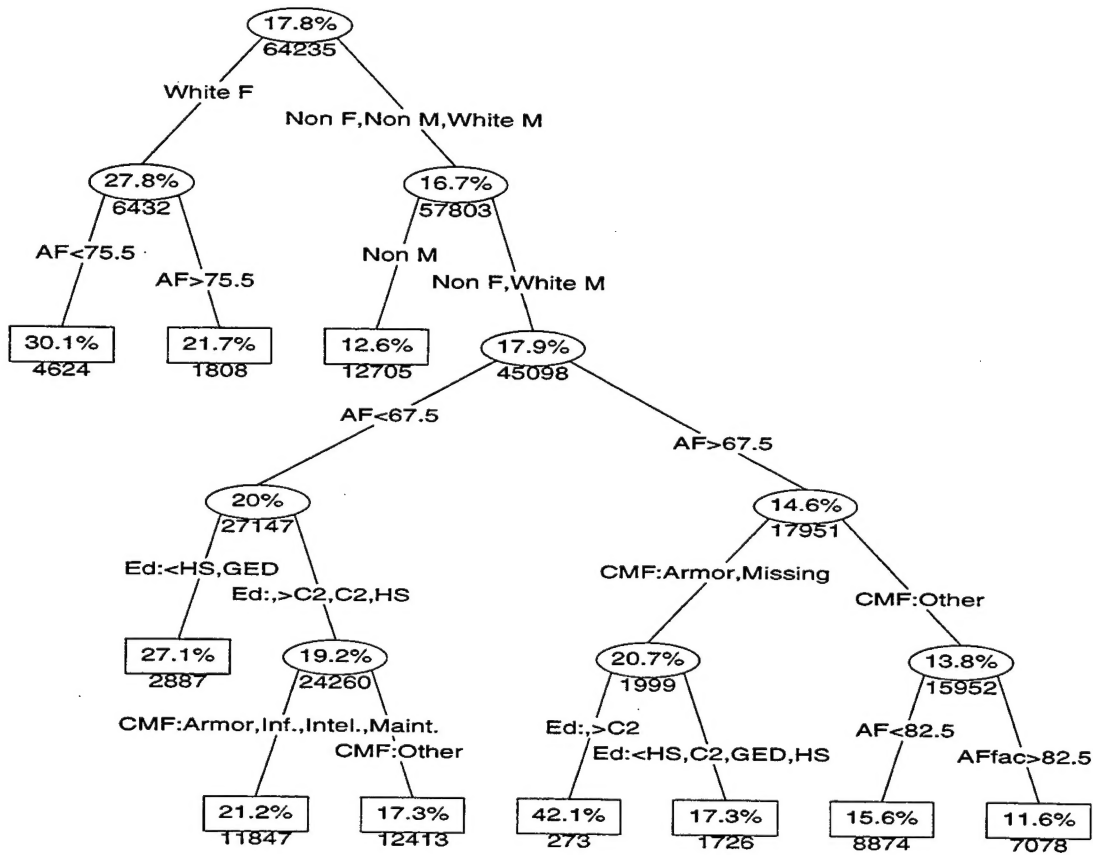 17.8%
64235
White F
Non F,Non M,White M
27.8%
6432
16.7%
57803
AF<75.5
AF>75.5
Non M
Non F,White M
30.1%
4624
21.7%
1808
12.6%
12705
17.9%
45098
AF<67.5
AF>67.5
20%
27147
14.6%
17951
Ed:<HS,GED
Ed:,>C2,C2,HS
CMF:Armor,Missing
CMF:Other
27.1%
2887
19.2%
24260
20.7%
1999
13.8%
15952
CMF:Armor,Inf.,Intel.,Maint.
CMF:Other
Ed:,>C2
Ed:<HS,C2,GED,HS
AF<82.5
AFfac>82.5
21.2%
11847
17.3%
12413
42.1%
273
17.3%
1726
15.6%
8874
11.6%
7078